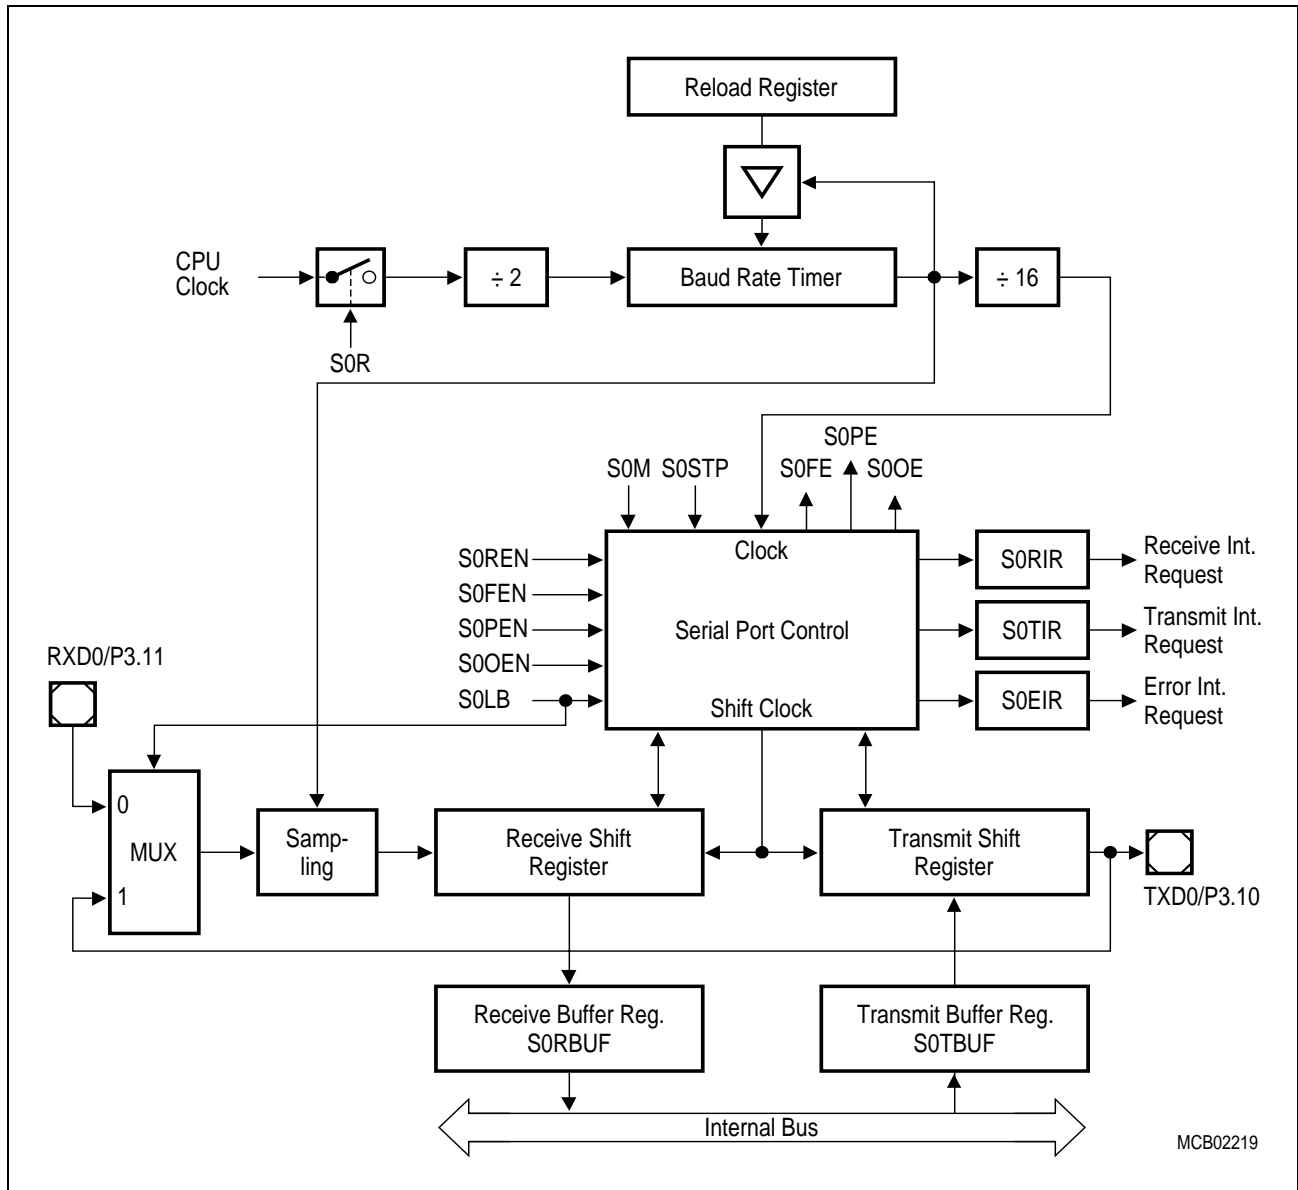 Reload Register
CPU
Clock
÷ 2
Baud Rate Timer
÷ 16
S0R
S0PE
S0M S0STP S0FE S0OE
Clock
S0REN
S0FEN
S0PEN
S0OEN
S0LB
Serial Port Control
Shift Clock
S0RIR
Receive Int.
Request
S0TIR
Transmit Int.
Request
S0EIR
Error Int.
Request
RXD0/P3.11
0
MUX
1
Samp-
ling
Receive Shift
Register
Transmit Shift
Register
TXD0/P3.10
Receive Buffer Reg.
S0RBUF
Transmit Buffer Reg.
S0TBUF
Internal Bus
MCB02219